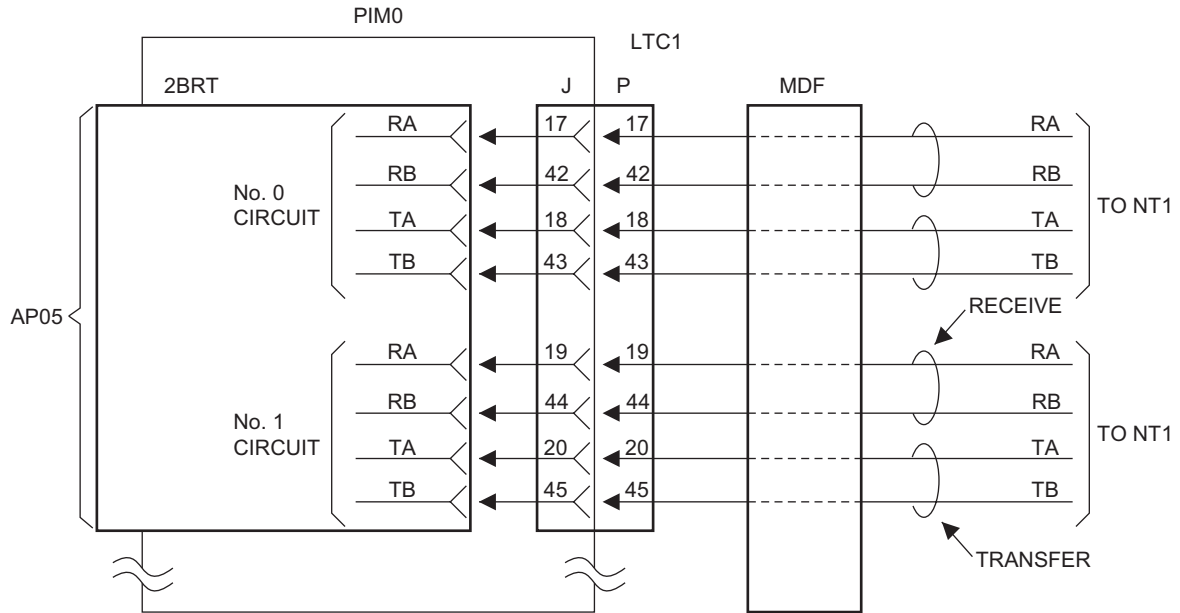 PIM0
LTC1
2BRT J P MDF
RA 17 17 RA
RB 42 42 RB
No. 0
CIRCUIT
TA 18 18 TA
TB 43 43 TB
TO NT1
AP05
RECEIVE
RA 19 19 RA
RB 44 44 RB
No. 1
CIRCUIT
TA 20 20 TA
TB 45 45 TB
TO NT1
TRANSFER